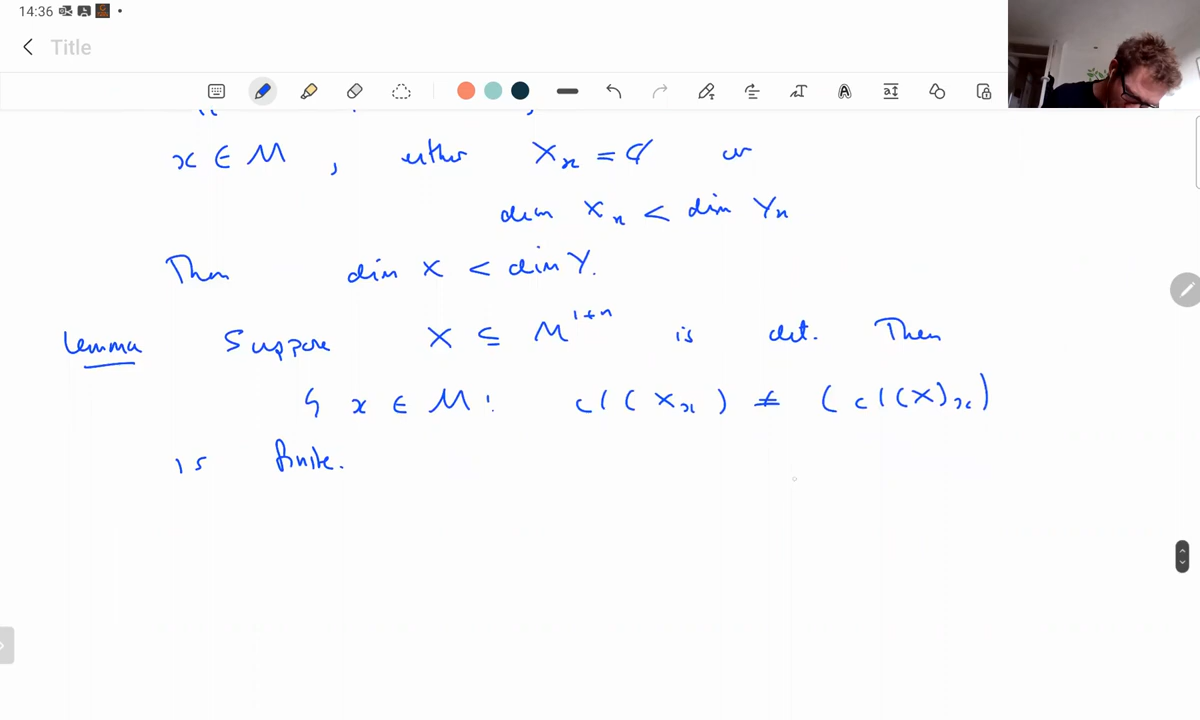 14:36
Title
x ∈ M, either X_x = ∅ or
dim X_x < dim Y_x
Then dim X < dim Y.
Lemma Suppose X ⊆ M^{1+n} is def. Then
{ x ∈ M : cl(X_x) ≠ (cl(X)_x)
is finite.